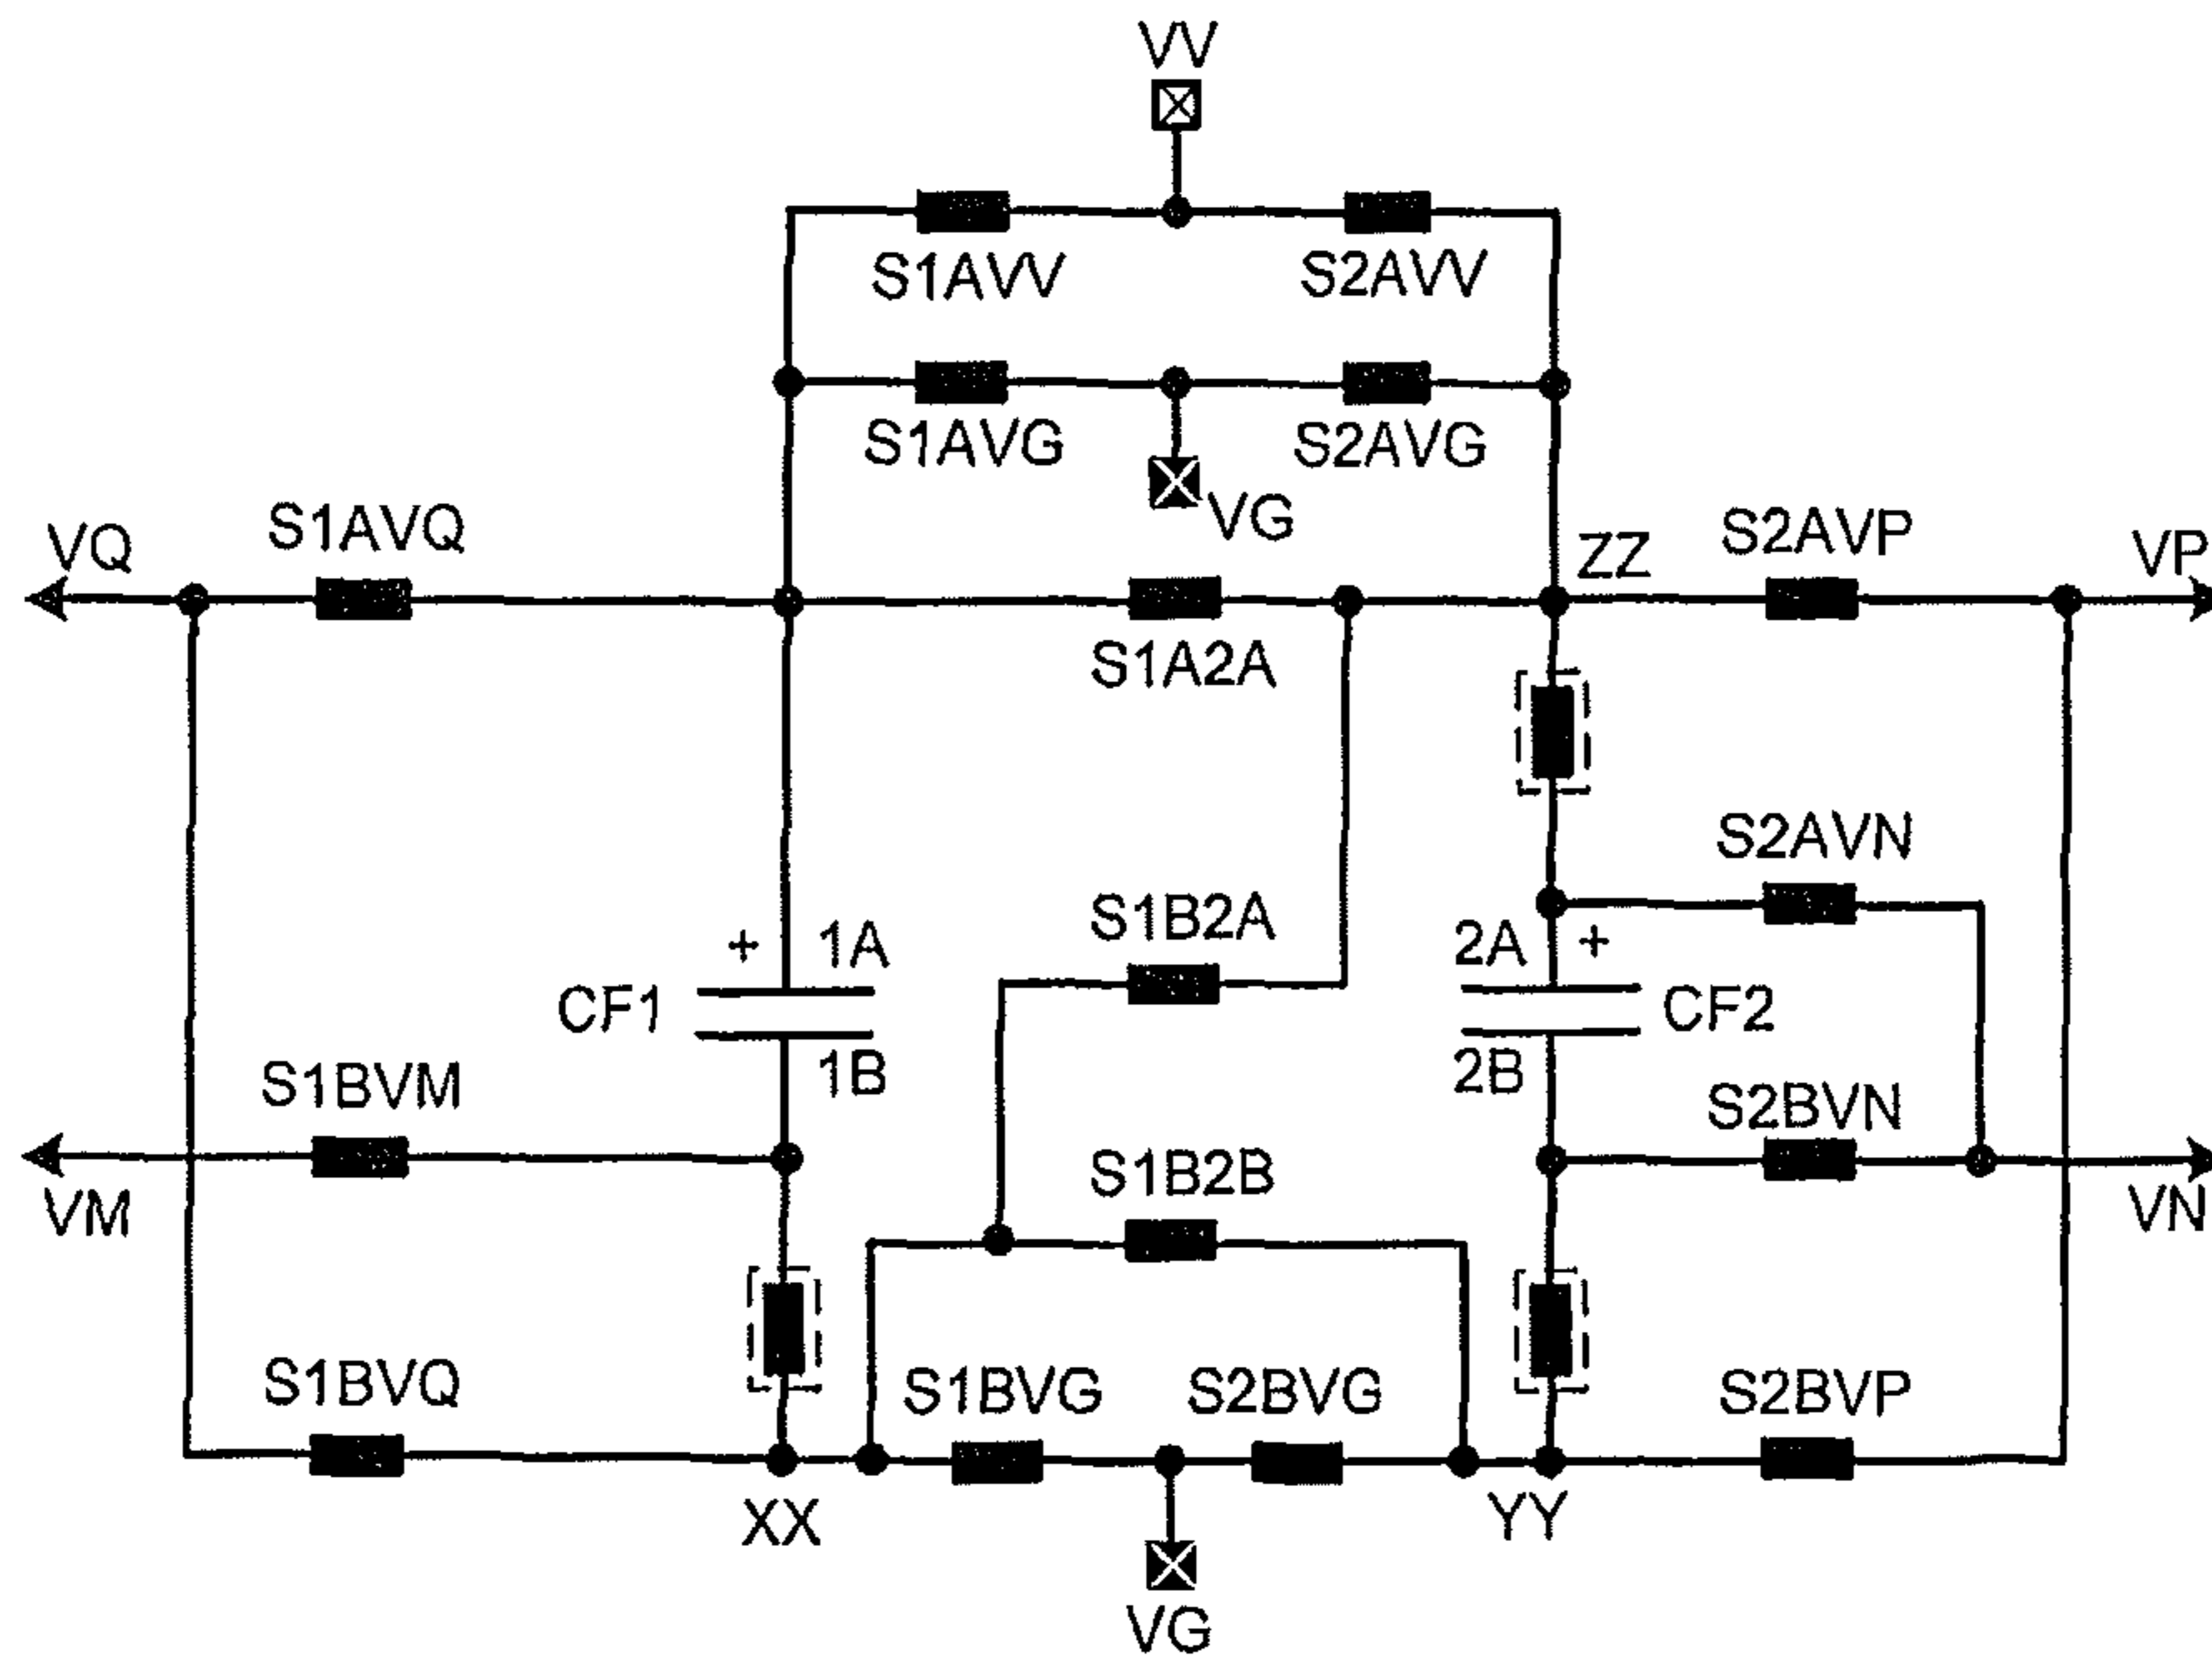 VV
S1AVV
S2AVV
S1AVG
S2AVG
VG
VQ
S1AVQ
ZZ
S2AVP
VP
S1A2A
S2AVN
S1B2A
+
1A
2A
+
CF1
CF2
1B
2B
S1BVM
S2BVN
S1B2B
VM
VN
S1BVQ
S1BVG
S2BVG
S2BVP
XX
YY
VG